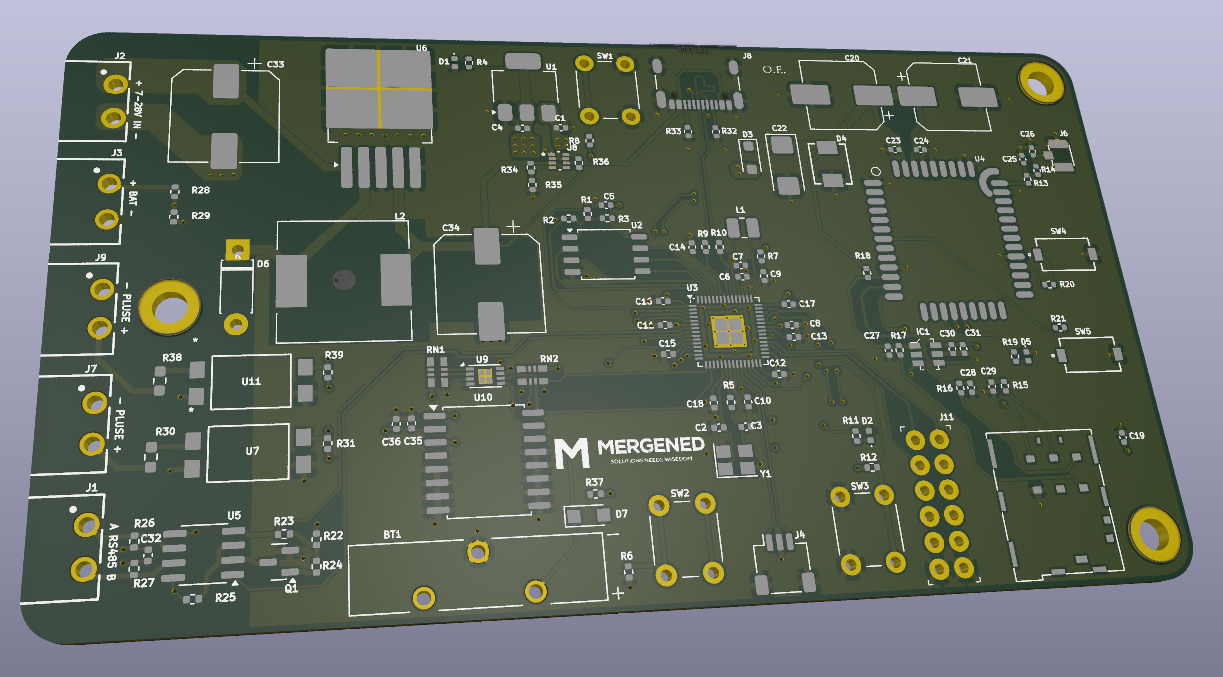 J2
+ 7-28V IN -
C33
U6
D1
R4
U1
C4
C1
SW1
J8
O.E.
C20
C21
R33
R32
D3
C22
D4
C23
C24
U4
C26
C25
J6
R13
J3
+ BAT -
R28
R29
R8
R36
R34
R35
L2
C34
R2
R1
C5
R3
U2
L1
C14
R9
R10
C7
C6
R7
C9
R18
SW4
R20
J9
- PLUSE +
D6
U3
C11
C15
C17
C8
C13
C12
C27
R17
IC1
C30
C31
R21
R19
D5
SW5
R38
U11
R39
RN1
U9
RN2
U10
R16
C28
C29
R15
J7
- PLUSE +
R30
U7
R31
C36
C35
MERGENED
SOLUTIONS NEEDS WISEDOM
R5
C18
C10
C2
C3
Y1
R11
D2
R12
J11
C19
J1
A RS485 B
R26
C32
R27
U5
R25
R23
R22
R24
Q1
BT1
R37
D7
R6
SW2
J4
SW3